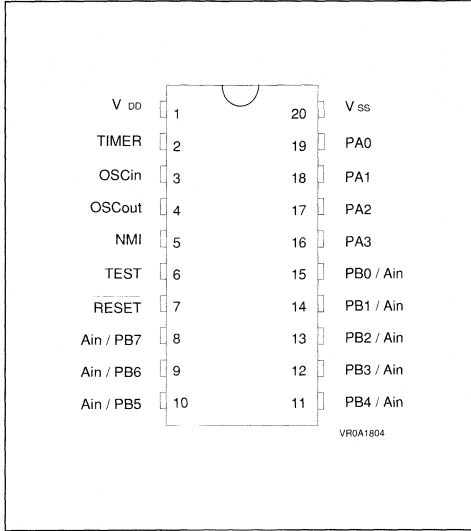 V DD 1 20 V SS
TIMER 2 19 PA0
OSCin 3 18 PA1
OSCout 4 17 PA2
NMI 5 16 PA3
TEST 6 15 PB0 / Ain
RESET 7 14 PB1 / Ain
Ain / PB7 8 13 PB2 / Ain
Ain / PB6 9 12 PB3 / Ain
Ain / PB5 10 11 PB4 / Ain
VR0A1804